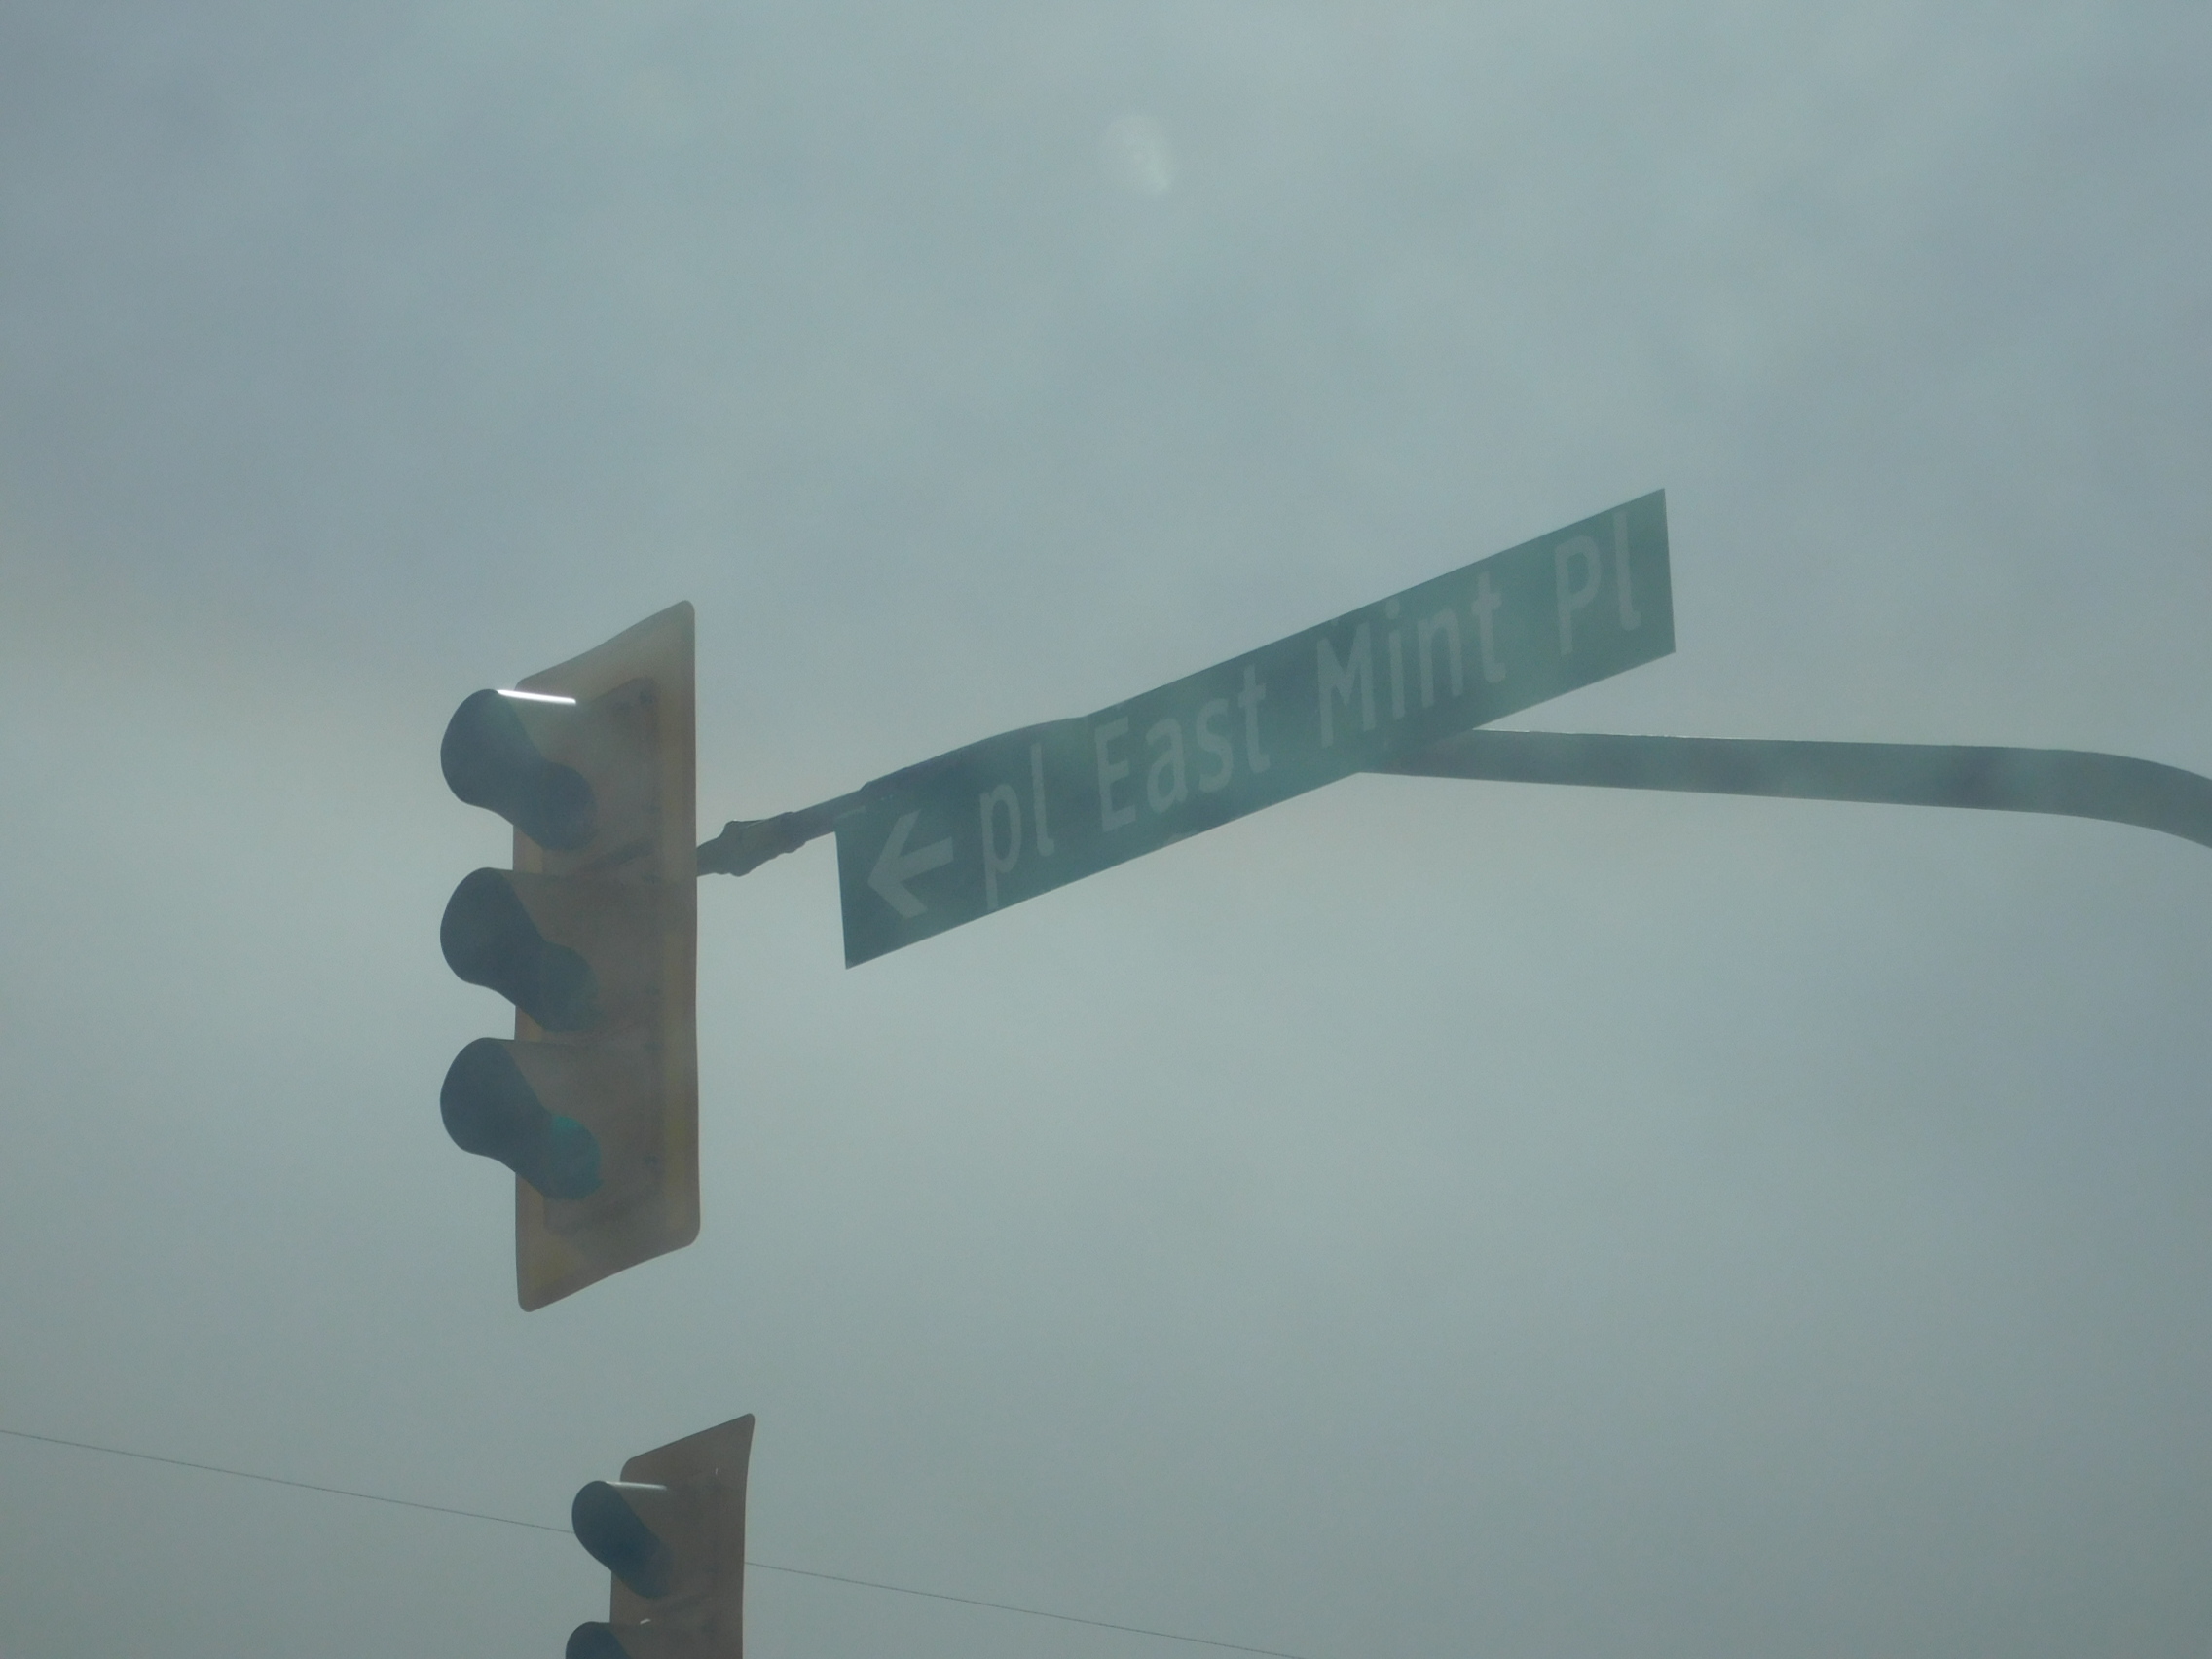 ← pl East Mint Pl